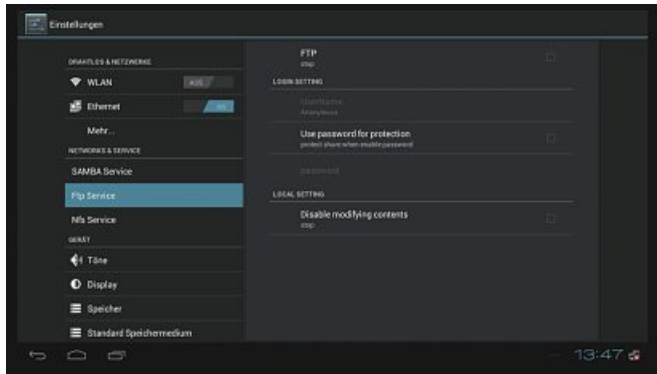 Einstellungen
DRAHTLOS & NETZWERKE
WLAN
AUS
Ethernet
Mehr...
NETWORKS & SERVICE
SAMBA Service
Ftp Service
Nfs Service
GERÄT
Töne
Display
Speicher
Standard Speichermedium
FTP
stop
LOGIN SETTING
UserName
Anonymous
Use password for protection
protect share when enable password
password
LOCAL SETTING
Disable modifying contents
stop
13:47